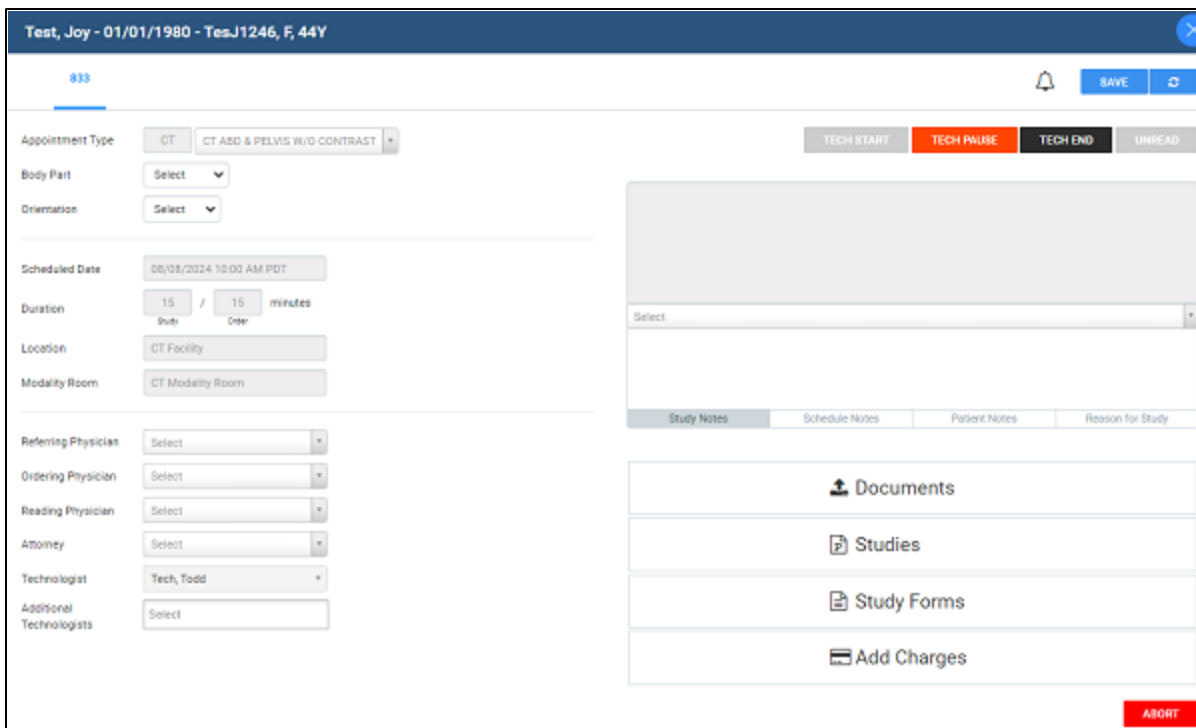 Test, Joy - 01/01/1980 - TesJ1246, F, 44Y
833
SAVE
Appointment Type CT CT ABD & PELVIS W/O CONTRAST
TECH START TECH PAUSE TECH END UNREAD
Body Part Select
Orientation Select
Scheduled Date 08/08/2024 10:00 AM PDT
Duration 15 / 15 minutes
Study Order
Location CT Facility
Modality Room CT Modality Room
Select
Study Notes Schedule Notes Patient Notes Reason for Study
Referring Physician Select
Ordering Physician Select
Reading Physician Select
Attorney Select
Technologist Tech, Todd
Additional
Technologists Select
Documents
Studies
Study Forms
Add Charges
ABORT